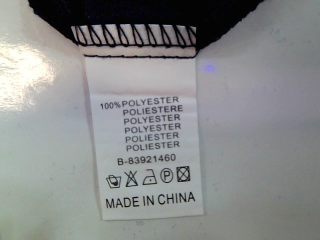 100%POLYESTER
POLIESTERE
POLYESTER
POLYESTER
POLIESTER
POLIESTER
B-83921460
MADE IN CHINA